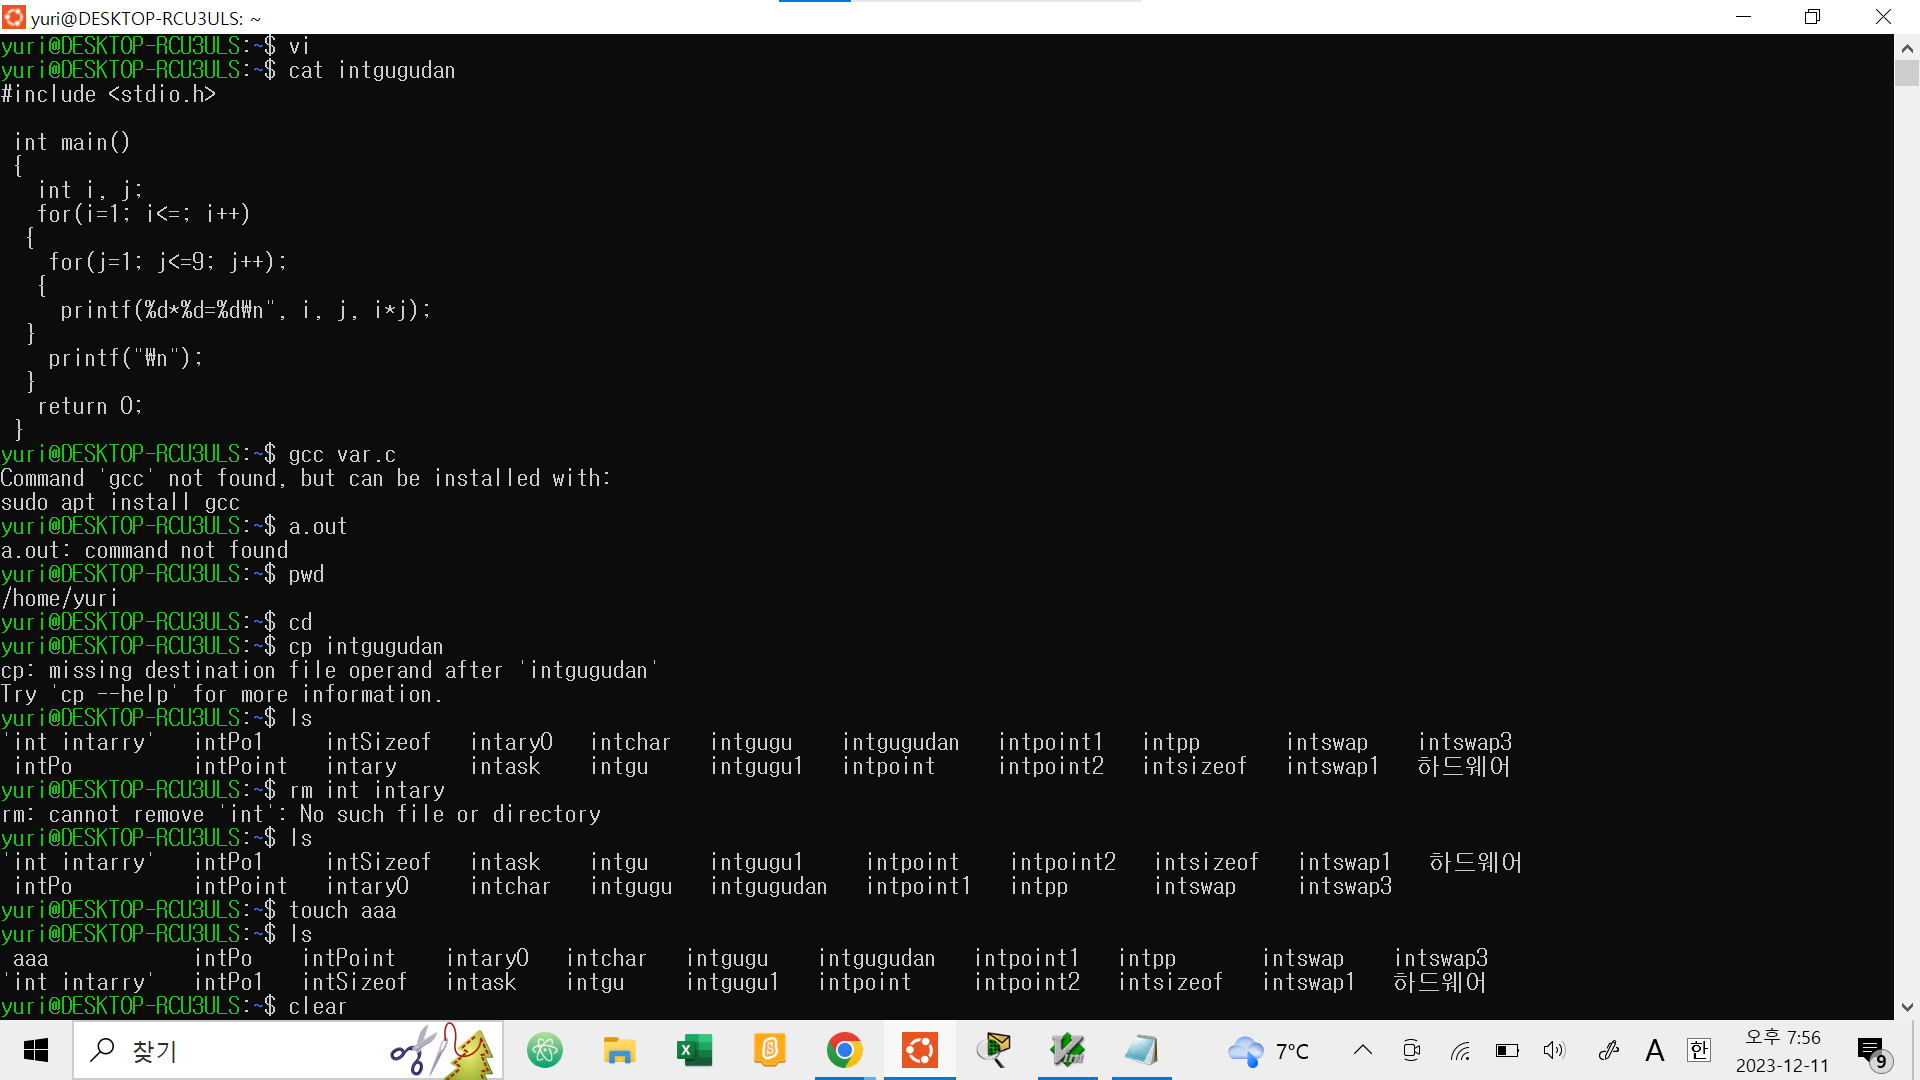 yuri@DESKTOP-RCU3ULS: ~
yuri@DESKTOP-RCU3ULS:~$ vi
yuri@DESKTOP-RCU3ULS:~$ cat intgugudan
#include <stdio.h>
int main()
{
int i, j;
for(i=1; i<=; i++)
{
for(j=1; j<=9; j++);
{
printf(%d*%d=%d₩n", i, j, i*j);
}
printf("₩n");
}
return 0;
}
yuri@DESKTOP-RCU3ULS:~$ gcc var.c
Command 'gcc' not found, but can be installed with:
sudo apt install gcc
yuri@DESKTOP-RCU3ULS:~$ a.out
a.out: command not found
yuri@DESKTOP-RCU3ULS:~$ pwd
/home/yuri
yuri@DESKTOP-RCU3ULS:~$ cd
yuri@DESKTOP-RCU3ULS:~$ cp intgugudan
cp: missing destination file operand after 'intgugudan'
Try 'cp --help' for more information.
yuri@DESKTOP-RCU3ULS:~$ ls
'int intarry' intPo1 intSizeof intary0 intchar intgugu intgugudan intpoint1 intpp intswap intswap3
intPo intPoint intary intask intgu intgugu1 intpoint intpoint2 intsizeof intswap1 하드웨어
yuri@DESKTOP-RCU3ULS:~$ rm int intary
rm: cannot remove 'int': No such file or directory
yuri@DESKTOP-RCU3ULS:~$ ls
'int intarry' intPo1 intSizeof intask intgu intgugu1 intpoint intpoint2 intsizeof intswap1 하드웨어
intPo intPoint intary0 intchar intgugu intgugudan intpoint1 intpp intswap intswap3
yuri@DESKTOP-RCU3ULS:~$ touch aaa
yuri@DESKTOP-RCU3ULS:~$ ls
aaa intPo intPoint intary0 intchar intgugu intgugudan intpoint1 intpp intswap intswap3
'int intarry' intPo1 intSizeof intask intgu intgugu1 intpoint intpoint2 intsizeof intswap1 하드웨어
yuri@DESKTOP-RCU3ULS:~$ clear
찾기
7°C
A
한
오후 7:56
2023-12-11
9